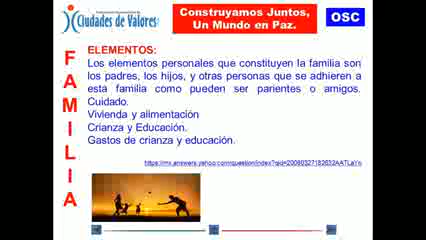 Ciudades de Valores
Construyamos Juntos,
Un Mundo en Paz.
OSC
FAMILIA
ELEMENTOS:
Los elementos personales que constituyen la familia son
los padres, los hijos, y otras personas que se adhieren a
esta familia como pueden ser parientes o amigos.
Cuidado.
Vivienda y alimentación
Crianza y Educación.
Gastos de crianza y educación.